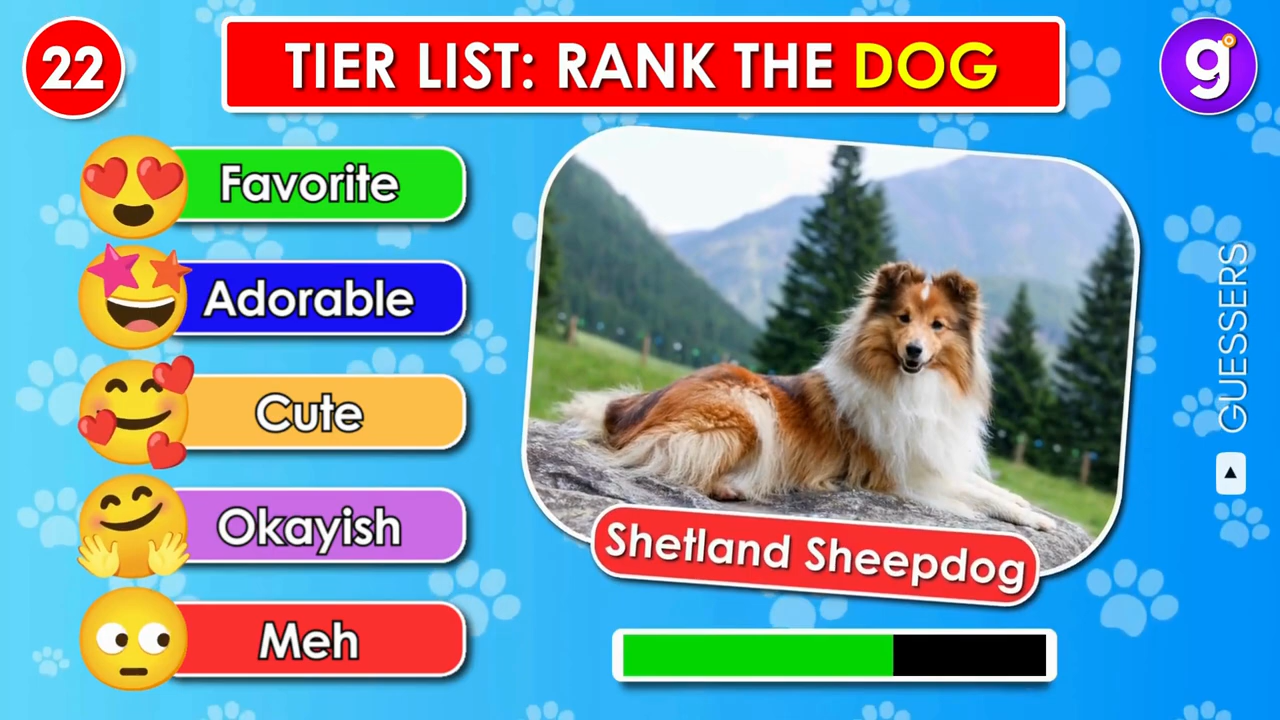 22
TIER LIST: RANK THE DOG
g
Favorite
Adorable
Cute
Okayish
Meh
Shetland Sheepdog
GUESSERS